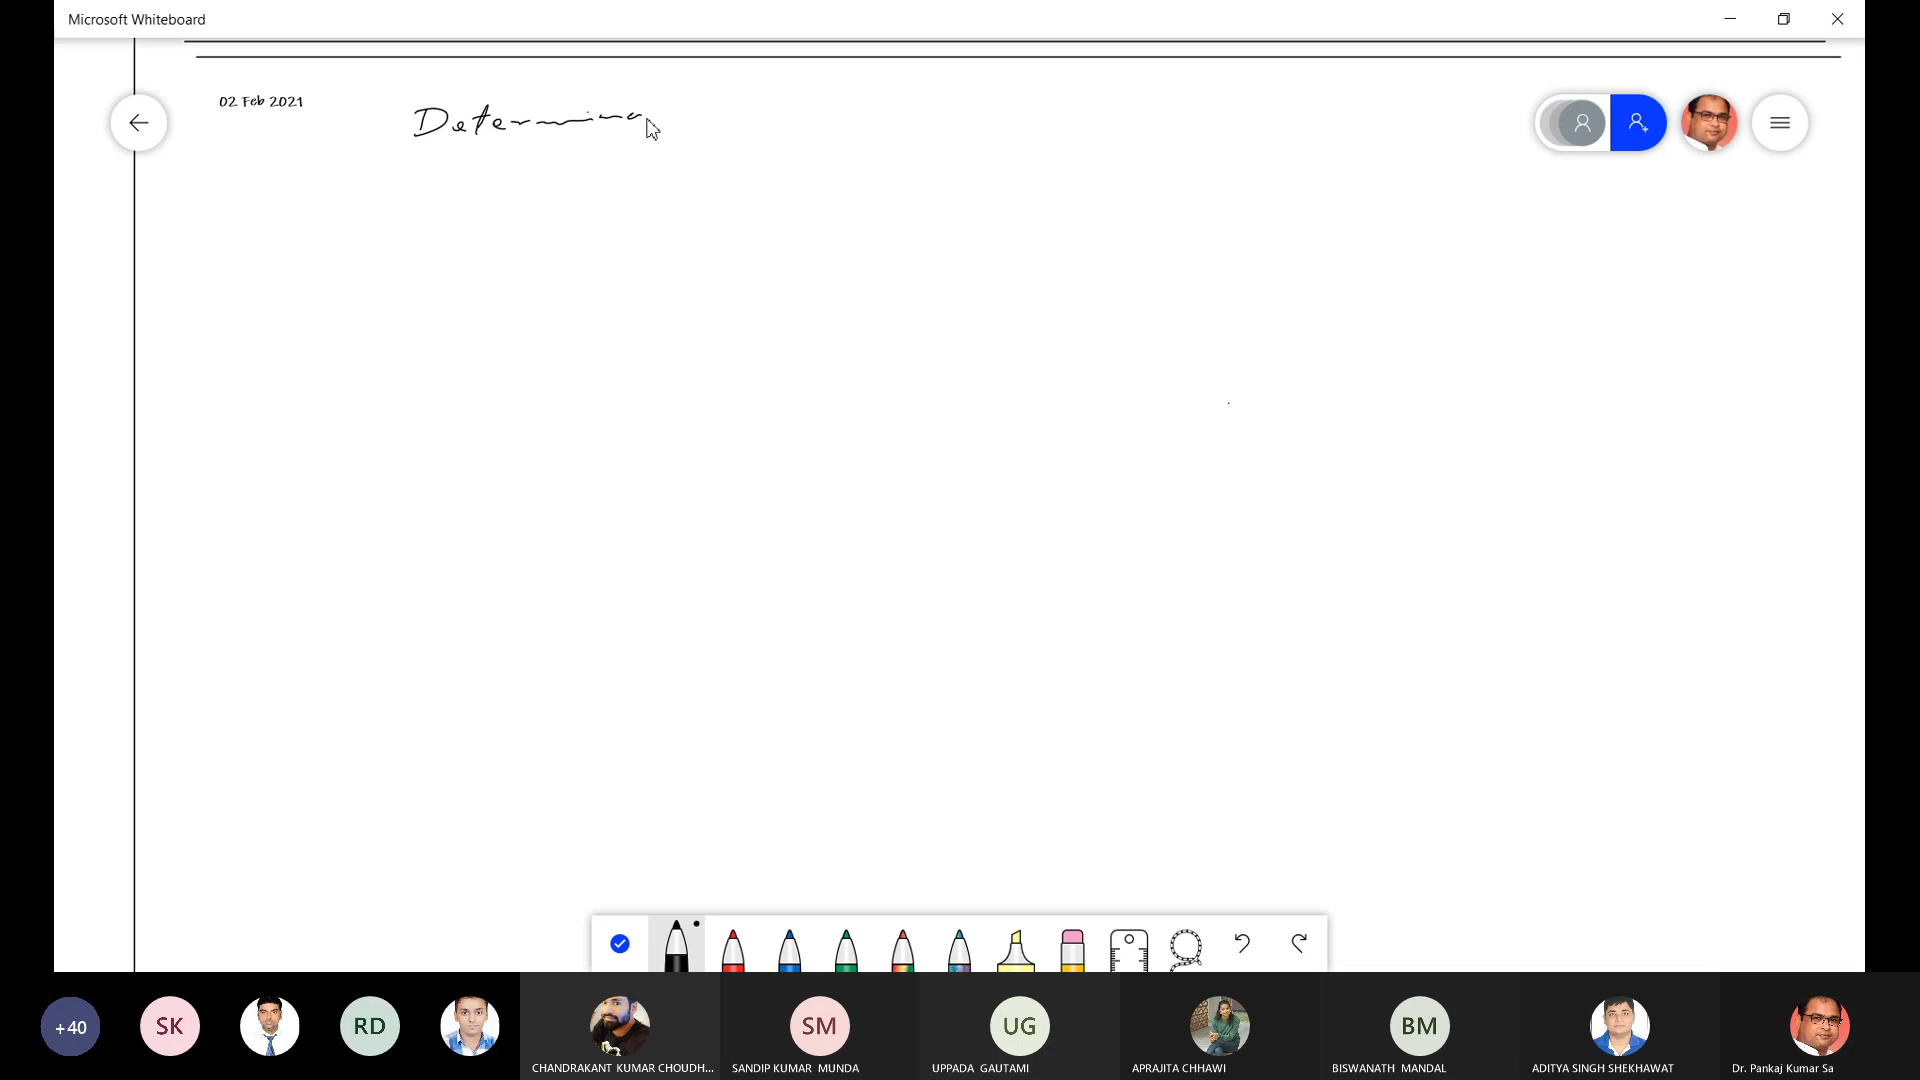 Microsoft Whiteboard
02 Feb 2021
Determina
+40
SK
RD
SM
UG
BM
CHANDRAKANT KUMAR CHOUDH...
SANDIP KUMAR MUNDA
UPPADA GAUTAMI
APRAJITA CHHAWI
BISWANATH MANDAL
ADITYA SINGH SHEKHAWAT
Dr. Pankaj Kumar Sa